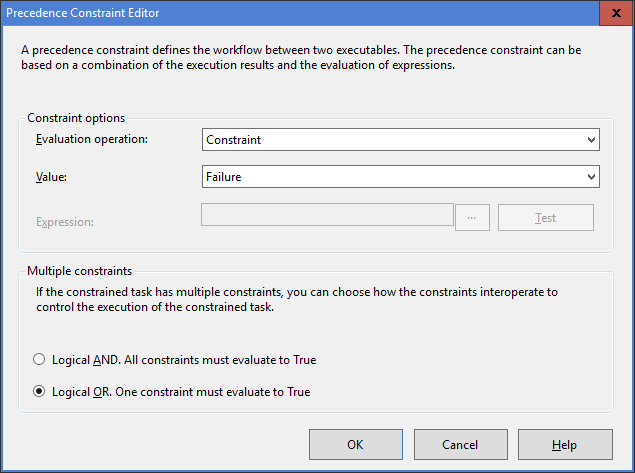 Precedence Constraint Editor
x
A precedence constraint defines the workflow between two executables. The precedence constraint can be
based on a combination of the execution results and the evaluation of expressions.
Constraint options
Evaluation operation: Constraint
Value: Failure
Expression: ... Test
Multiple constraints
If the constrained task has multiple constraints, you can choose how the constraints interoperate to
control the execution of the constrained task.
Logical AND. All constraints must evaluate to True
Logical OR. One constraint must evaluate to True
OK Cancel Help